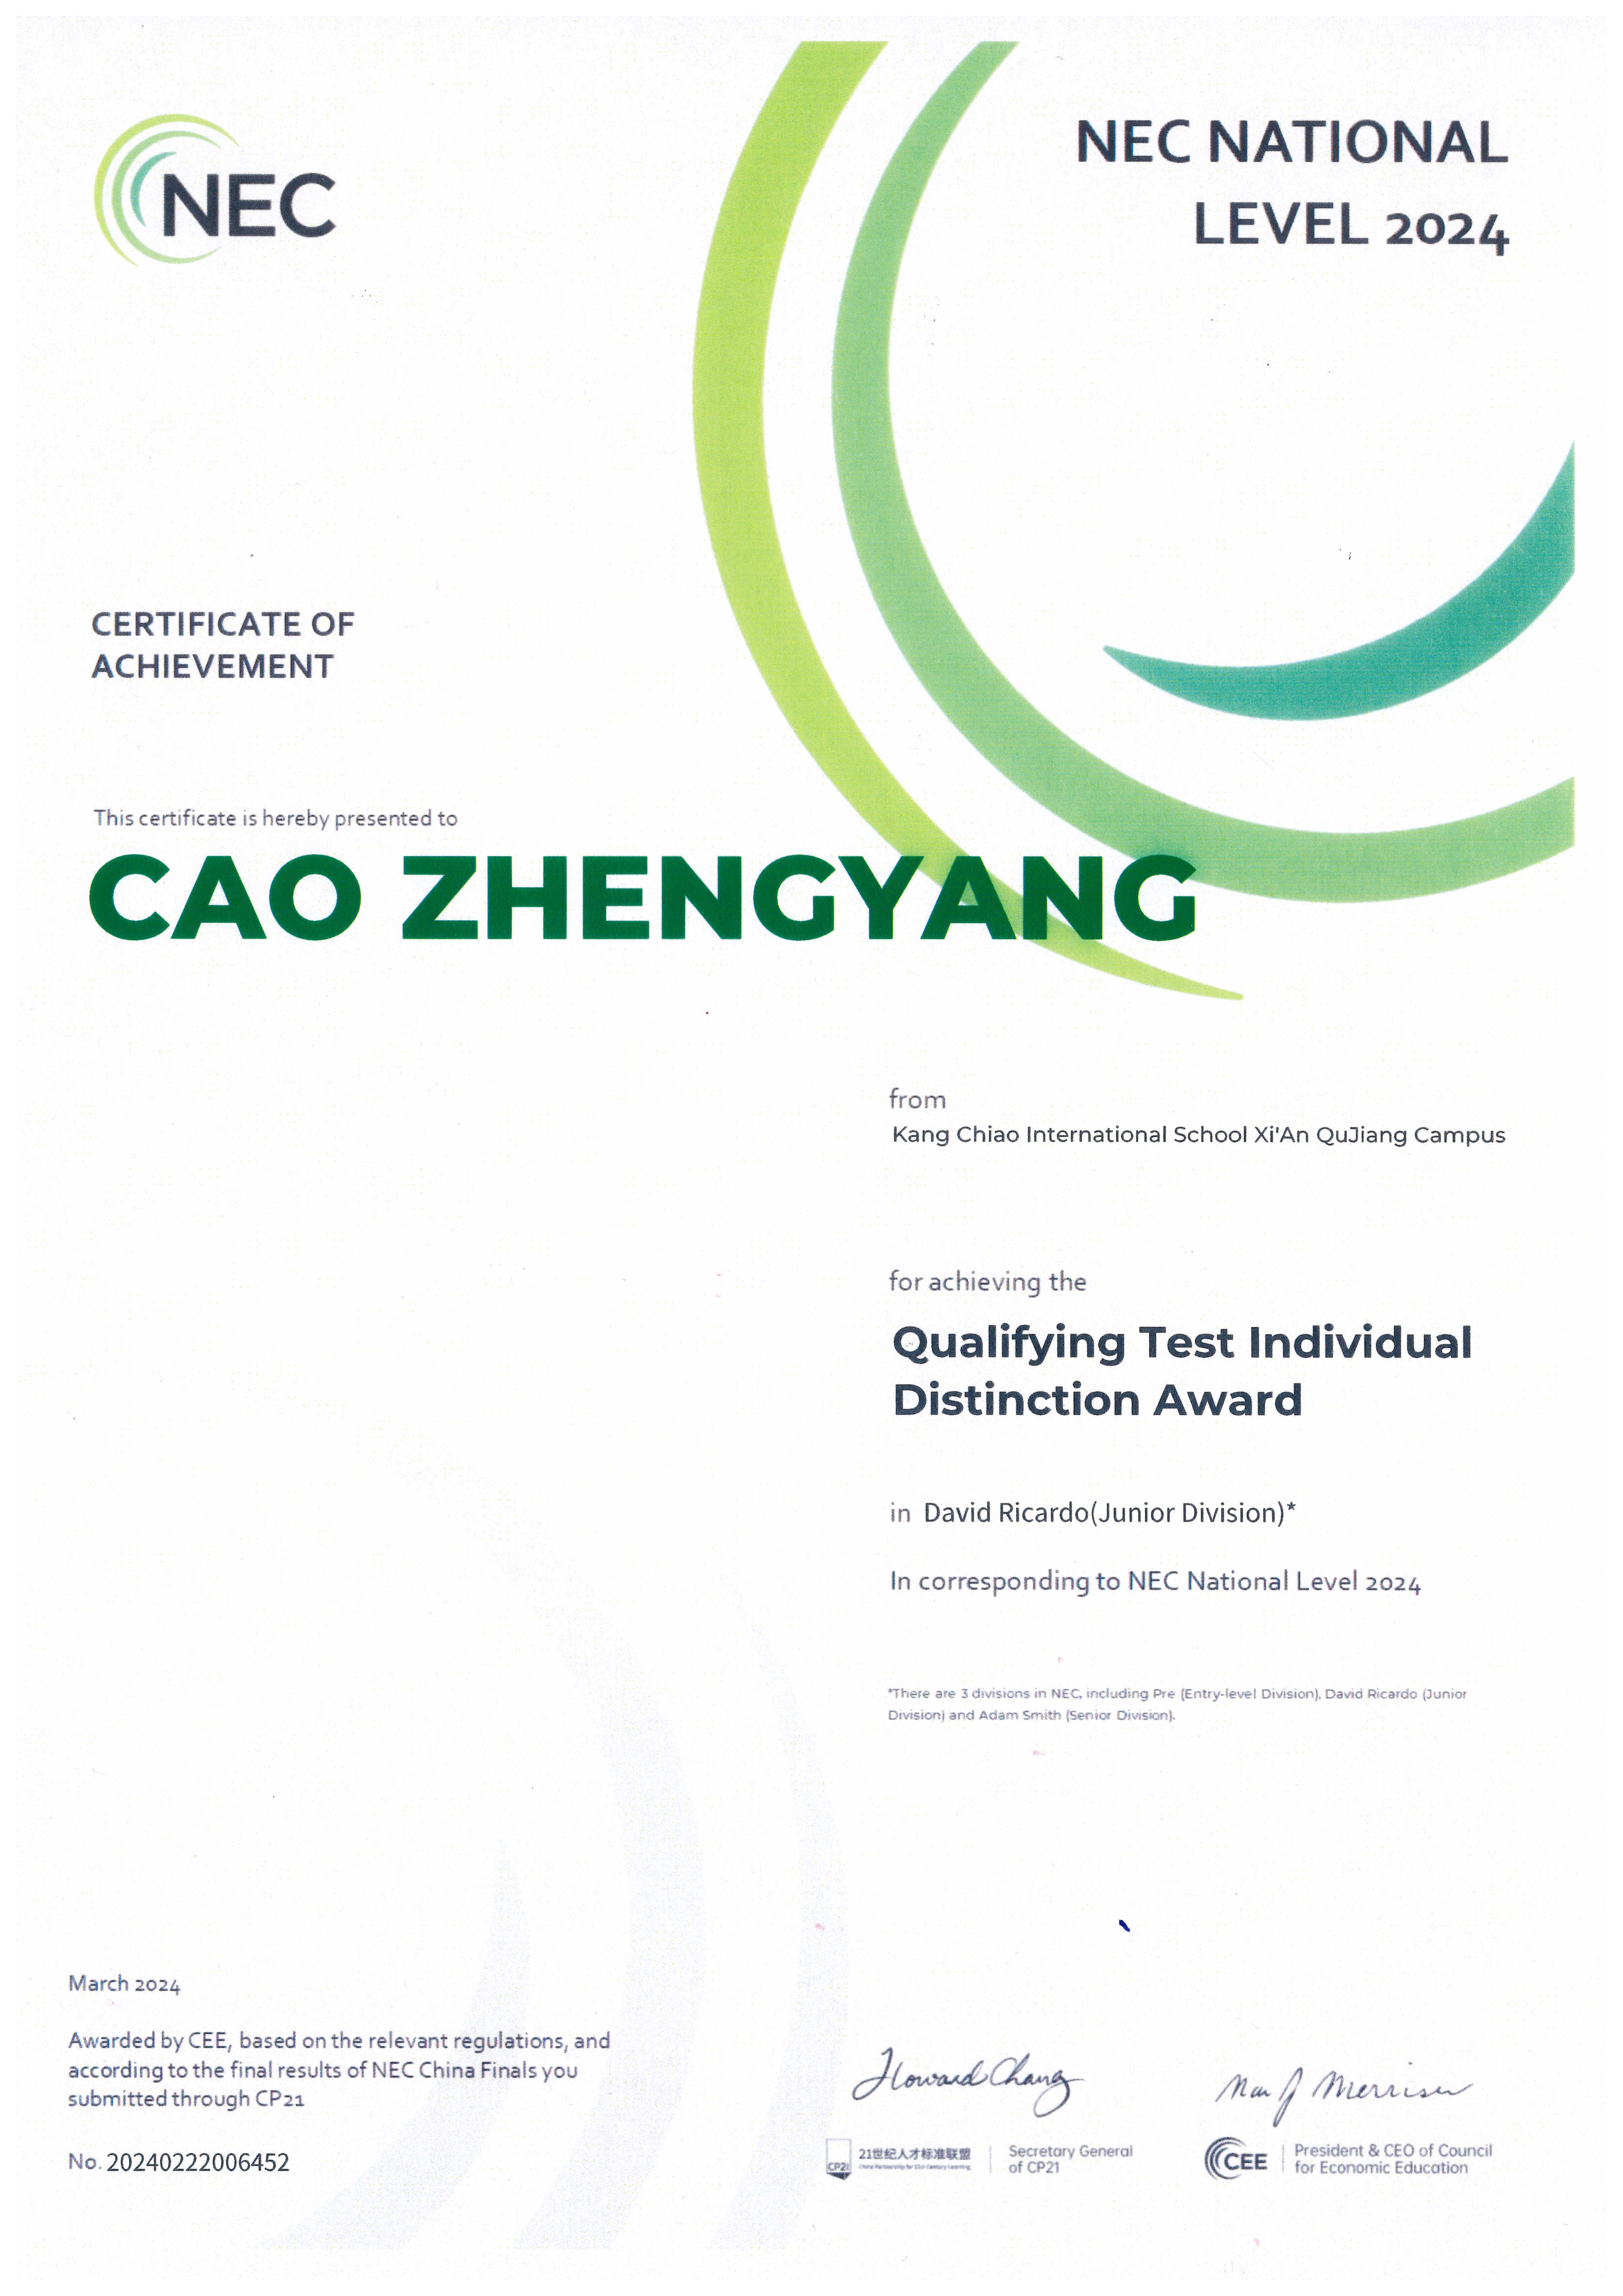 NEC
NEC NATIONAL
LEVEL 2024
CERTIFICATE OF
ACHIEVEMENT
This certificate is hereby presented to
CAO ZHENGYANG
from
Kang Chiao International School Xi'An QuJiang Campus
for achieving the
Qualifying Test Individual
Distinction Award
in David Ricardo(Junior Division)*
In corresponding to NEC National Level 2024
*There are 3 divisions in NEC, including Pre (Entry-level Division), David Ricardo (Junior
Division) and Adam Smith (Senior Division).
March 2024
Awarded by CEE, based on the relevant regulations, and
according to the final results of NEC China Finals you
submitted through CP21
No. 20240222006452
Howard Chang
CP21
21世纪人才标准联盟
China Partnership for 21st Century Learning
Secretary General
of CP21
CEE
President & CEO of Council
for Economic Education